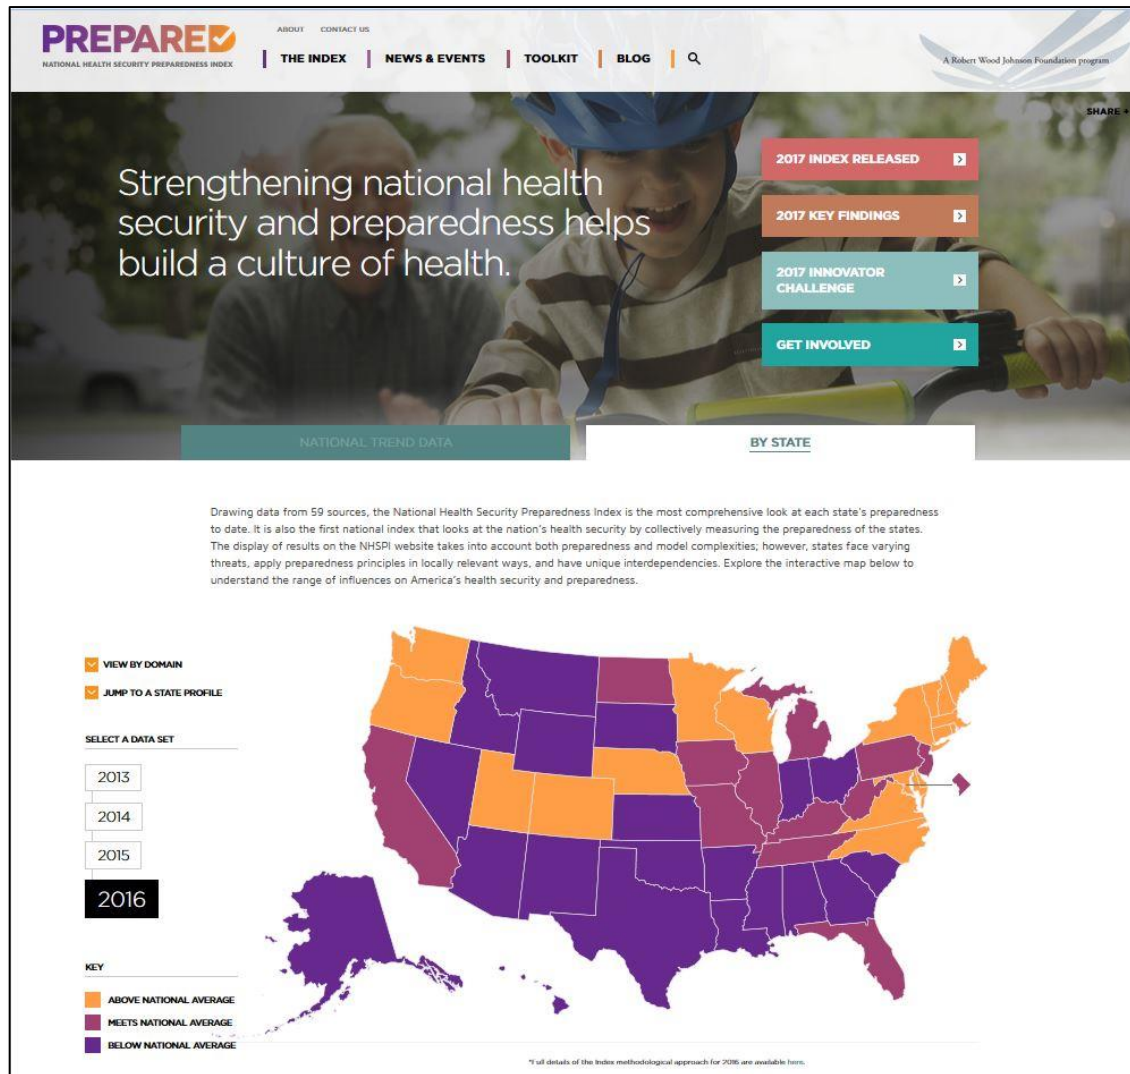 PREPARED
NATIONAL HEALTH SECURITY PREPAREDNESS INDEX
ABOUT CONTACT US
THE INDEX NEWS & EVENTS TOOLKIT BLOG
A Robert Wood Johnson Foundation program
SHARE +
Strengthening national health
security and preparedness helps
build a culture of health.
2017 INDEX RELEASED
2017 KEY FINDINGS
2017 INNOVATOR
CHALLENGE
GET INVOLVED
NATIONAL TREND DATA
BY STATE
Drawing data from 59 sources, the National Health Security Preparedness Index is the most comprehensive look at each state's preparedness
to date. It is also the first national index that looks at the nation's health security by collectively measuring the preparedness of the states.
The display of results on the NHSPI website takes into account both preparedness and model complexities; however, states face varying
threats, apply preparedness principles in locally relevant ways, and have unique interdependencies. Explore the interactive map below to
understand the range of influences on America's health security and preparedness.
VIEW BY DOMAIN
JUMP TO A STATE PROFILE
SELECT A DATA SET
2013
2014
2015
2016
KEY
ABOVE NATIONAL AVERAGE
MEETS NATIONAL AVERAGE
BELOW NATIONAL AVERAGE
*Full details of the Index methodological approach for 2016 are available here.